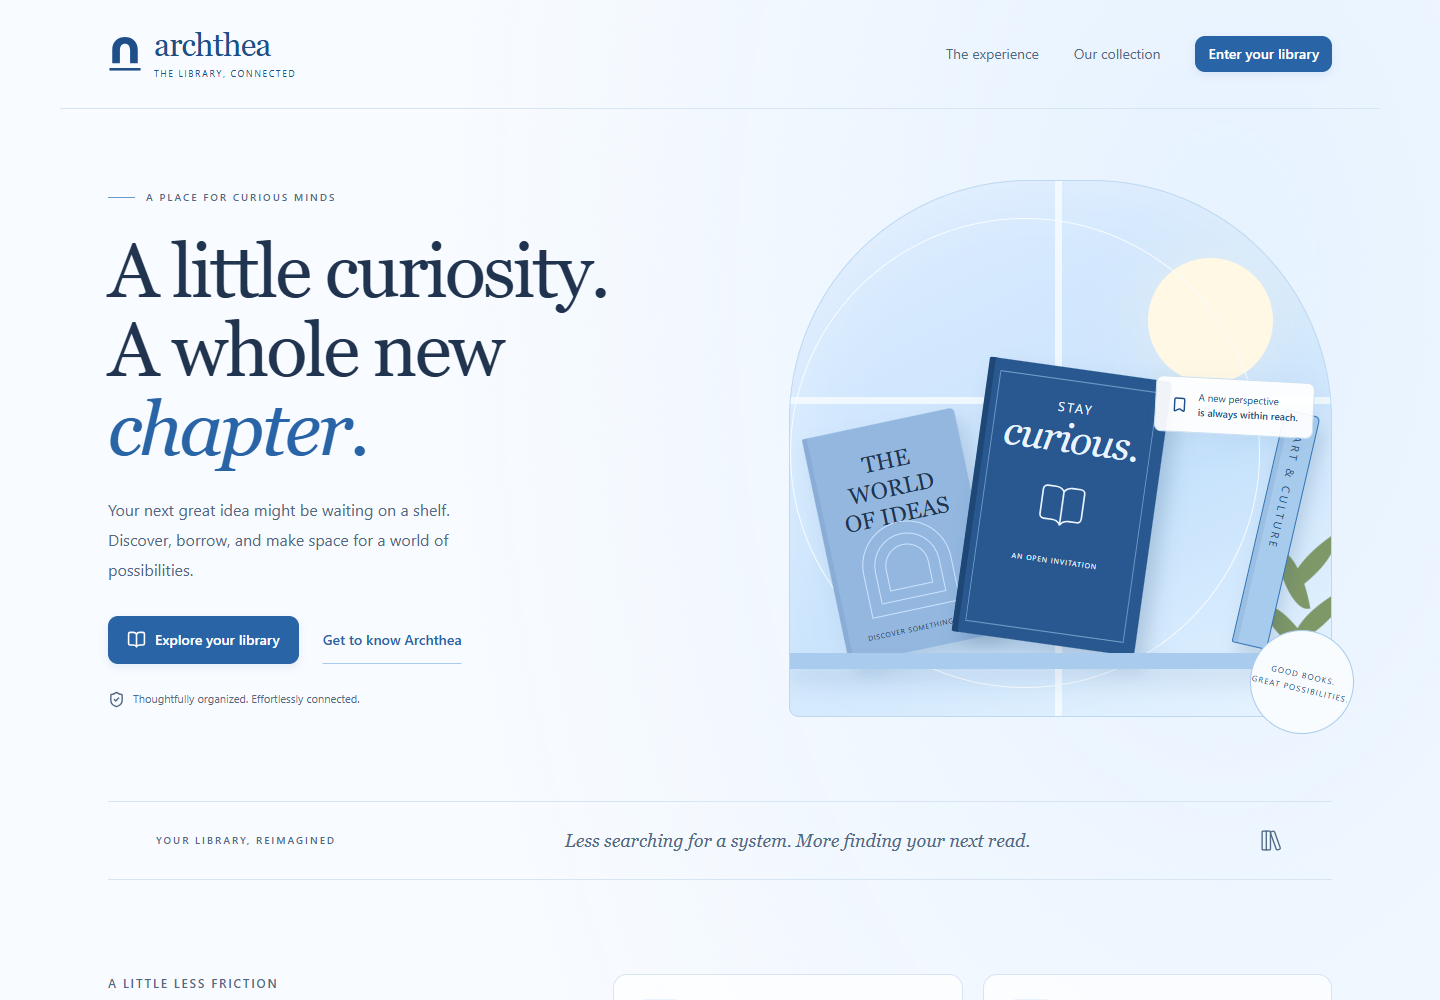 archthea
THE LIBRARY, CONNECTED
The experience
Our collection
Enter your library
A PLACE FOR CURIOUS MINDS
A little curiosity.
A whole new
chapter.
Your next great idea might be waiting on a shelf.
Discover, borrow, and make space for a world of
possibilities.
Explore your library
Get to know Archthea
Thoughtfully organized. Effortlessly connected.
THE
WORLD
OF IDEAS
DISCOVER SOMETHING
STAY
curious.
AN OPEN INVITATION
A new perspective
is always within reach.
ART & CULTURE
GOOD BOOKS.
GREAT POSSIBILITIES.
YOUR LIBRARY, REIMAGINED
Less searching for a system. More finding your next read.
A LITTLE LESS FRICTION